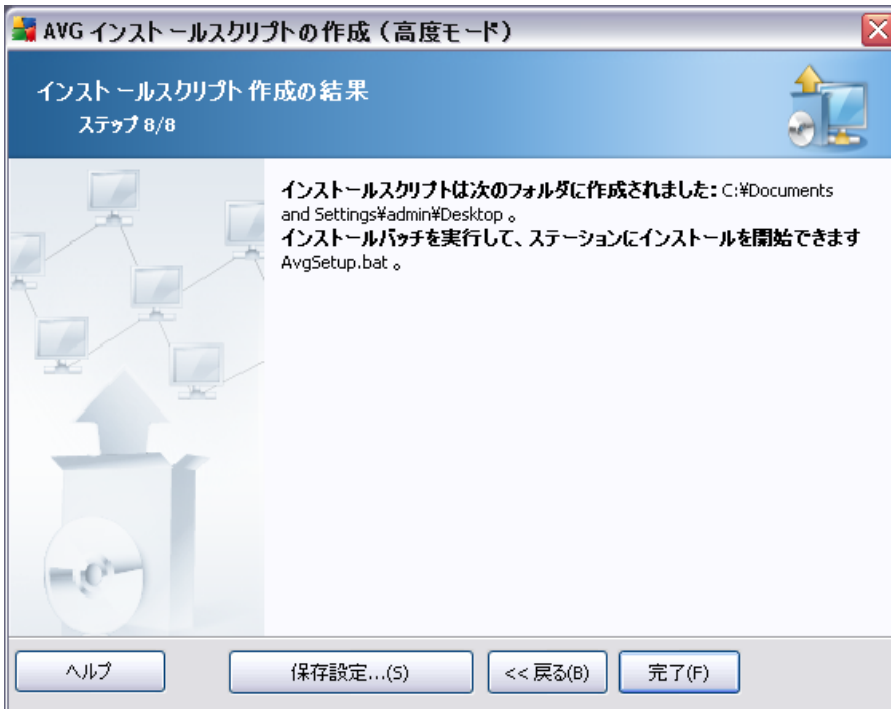 AVG インストールスクリプトの作成（高度モード）
インストールスクリプト作成の結果
ステップ 8/8
インストールスクリプトは次のフォルダに作成されました: C:¥Documents
and Settings¥admin¥Desktop 。
インストールバッチを実行して、ステーションにインストールを開始できます
AvgSetup.bat 。
ヘルプ
保存設定...(S)
<< 戻る(B)
完了(F)